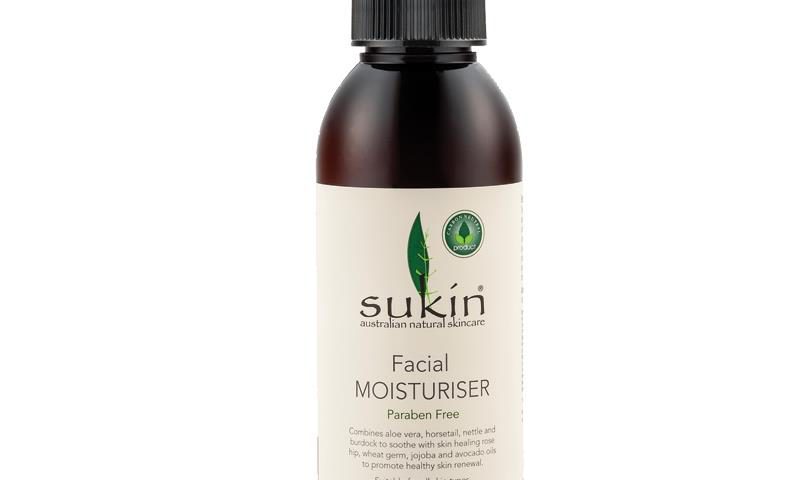 CARBON NEUTRAL
product
sukin®
australian natural skincare
Facial
MOISTURISER
Paraben Free
Combines aloe vera, horsetail, nettle and
burdock to soothe with skin healing rose
hip, wheat germ, jojoba and avocado oils
to promote healthy skin renewal.